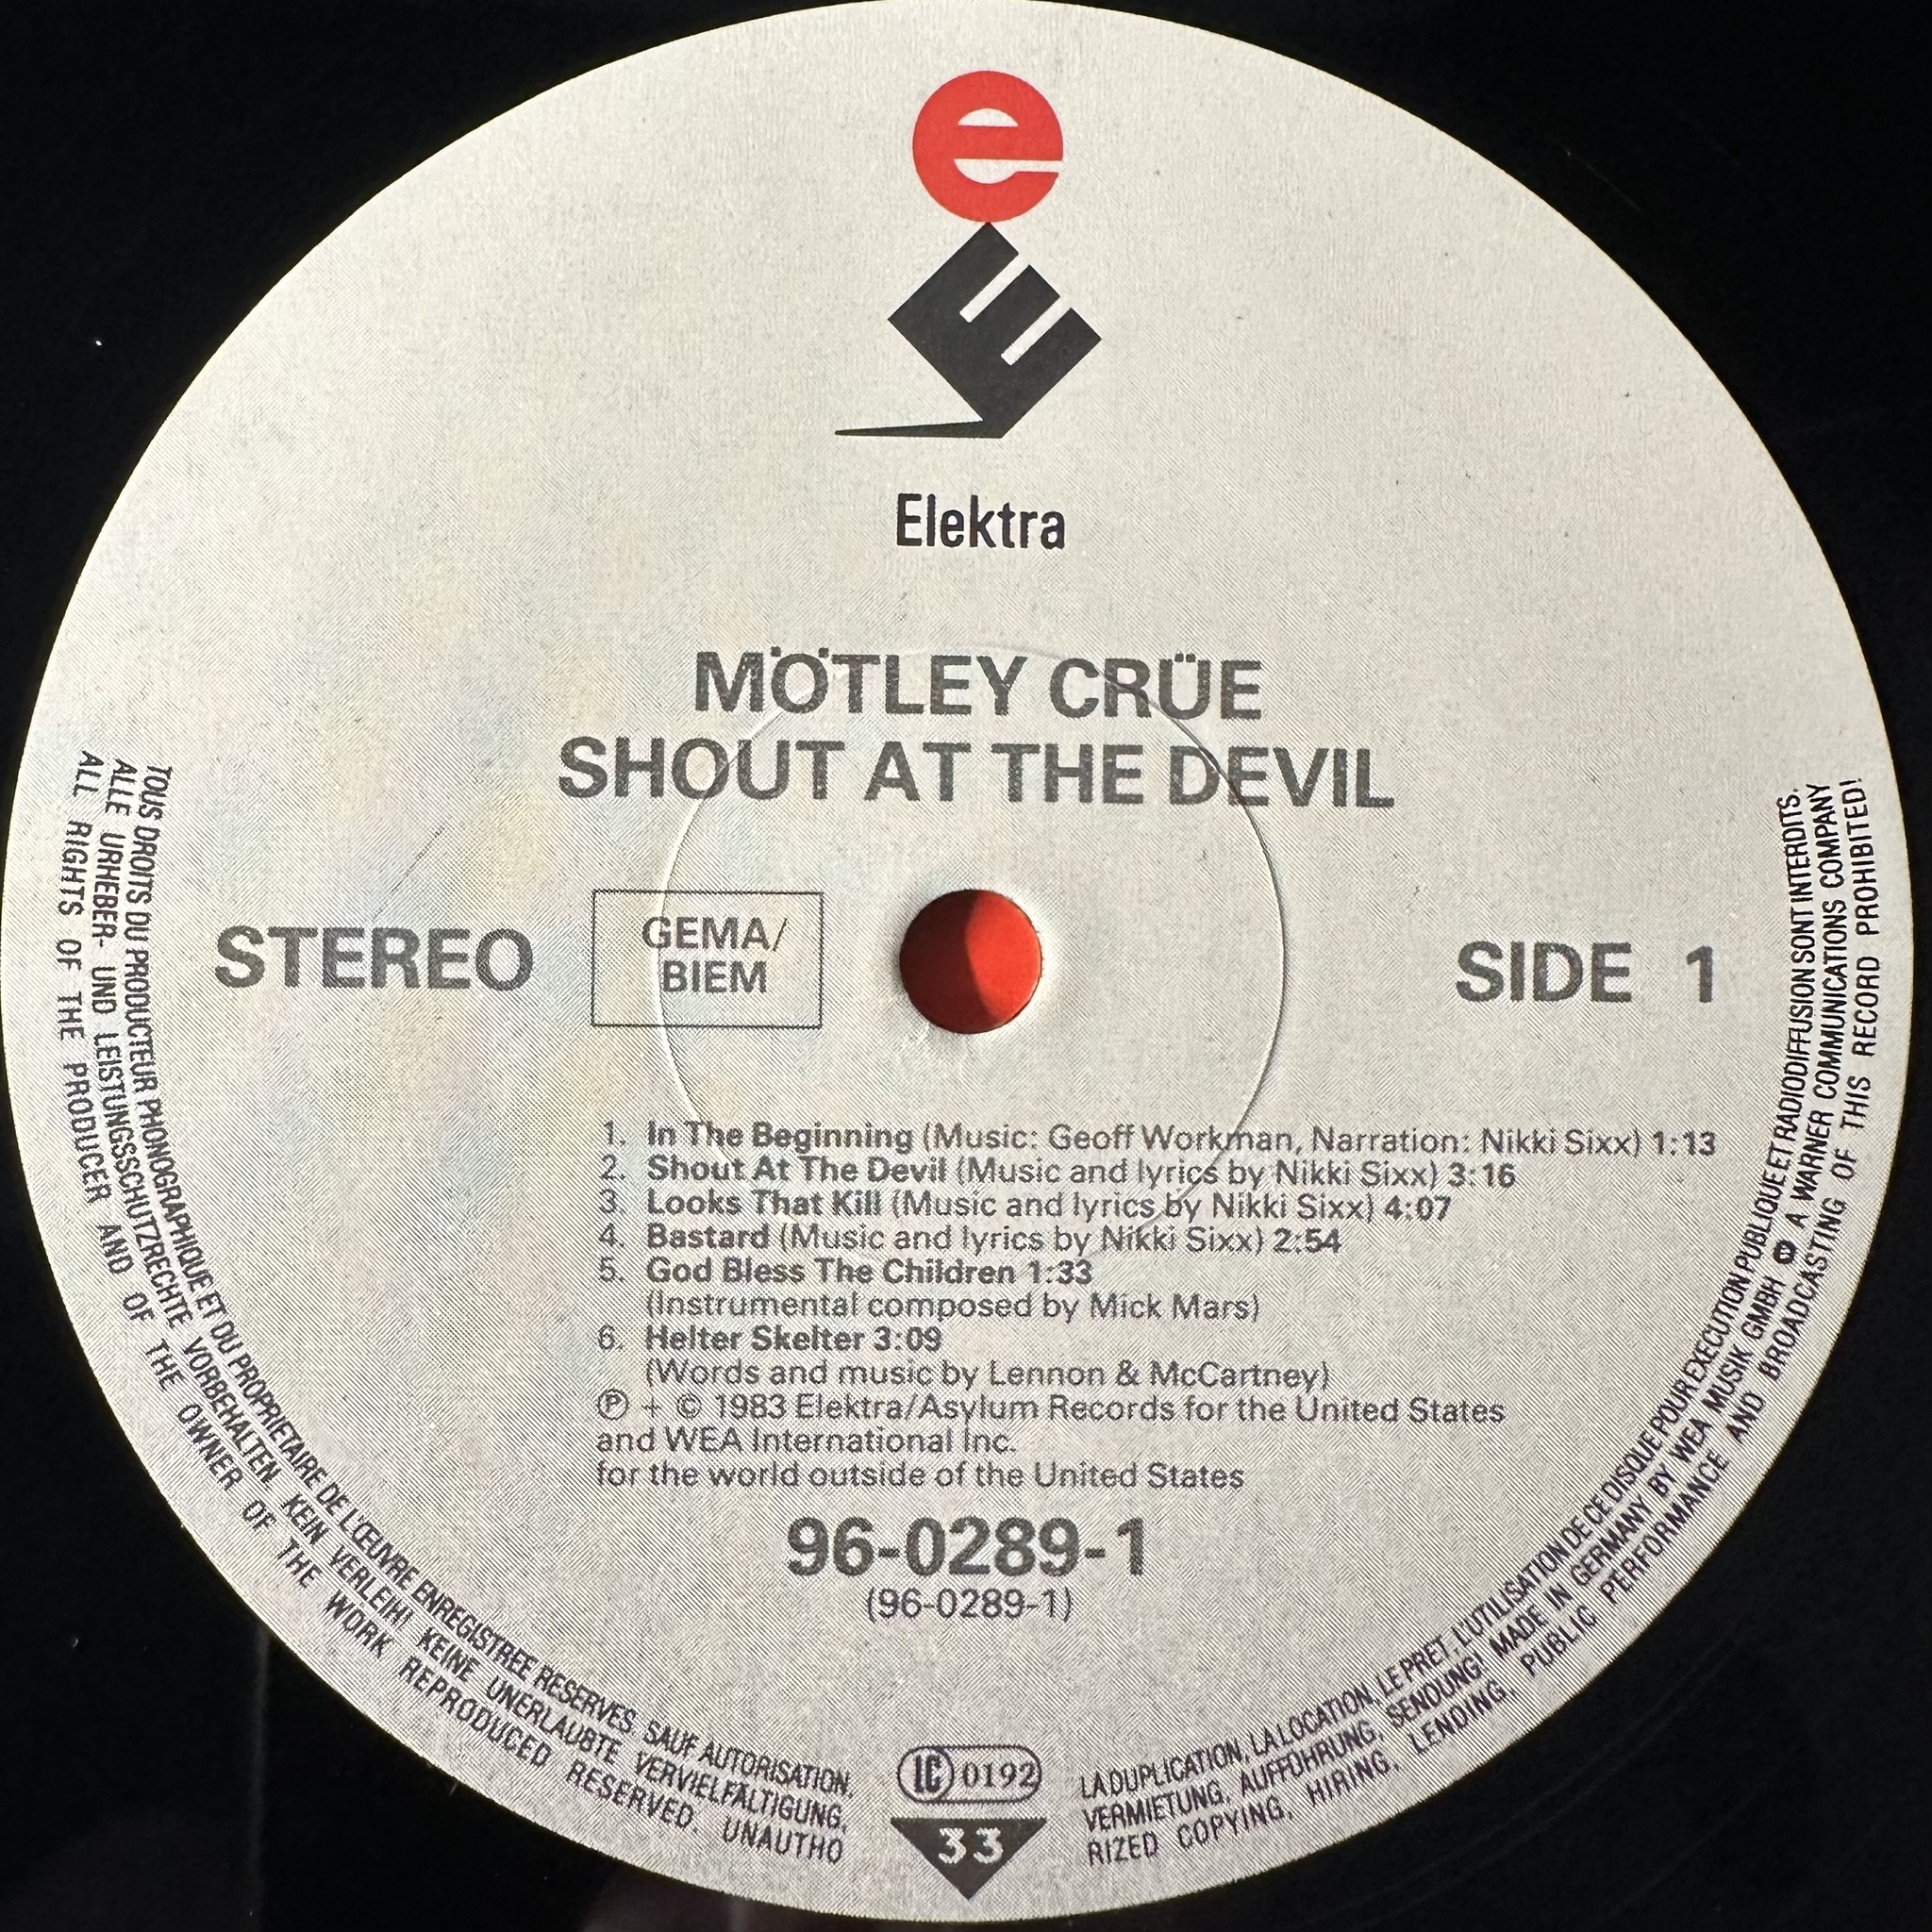 e
E
Elektra
MÖTLEY CRÜE
SHOUT AT THE DEVIL
STEREO
GEMA/
BIEM
SIDE 1
1. In The Beginning (Music: Geoff Workman, Narration: Nikki Sixx) 1:13
2. Shout At The Devil (Music and lyrics by Nikki Sixx) 3:16
3. Looks That Kill (Music and lyrics by Nikki Sixx) 4:07
4. Bastard (Music and lyrics by Nikki Sixx) 2:54
5. God Bless The Children 1:33
(Instrumental composed by Mick Mars)
6. Helter Skelter 3:09
(Words and music by Lennon & McCartney)
Ⓟ + © 1983 Elektra/Asylum Records for the United States
and WEA International Inc.
for the world outside of the United States
96-0289-1
(96-0289-1)
TOUS DROITS DU PRODUCTEUR PHONOGRAPHIQUE ET DU PROPRIETAIRE DE L'ŒUVRE ENREGISTREE RESERVES. SAUF AUTORISATION, LA DUPLICATION, LA LOCATION, LE PRET, L'UTILISATION DE CE DISQUE POUR EXECUTION PUBLIQUE ET RADIODIFFUSION SONT INTERDITS.
ALLE URHEBER- UND LEISTUNGSSCHUTZRECHTE VORBEHALTEN. KEIN VERLEIH! KEINE UNERLAUBTE VERVIELFÄLTIGUNG, VERMIETUNG, AUFFÜHRUNG, SENDUNG! MADE IN GERMANY BY WEA MUSIK GMBH A WARNER COMMUNICATIONS COMPANY
ALL RIGHTS OF THE PRODUCER AND OF THE OWNER OF THE WORK REPRODUCED RESERVED. UNAUTHORIZED COPYING, HIRING, LENDING, PUBLIC PERFORMANCE AND BROADCASTING OF THIS RECORD PROHIBITED!
LC 0192
33